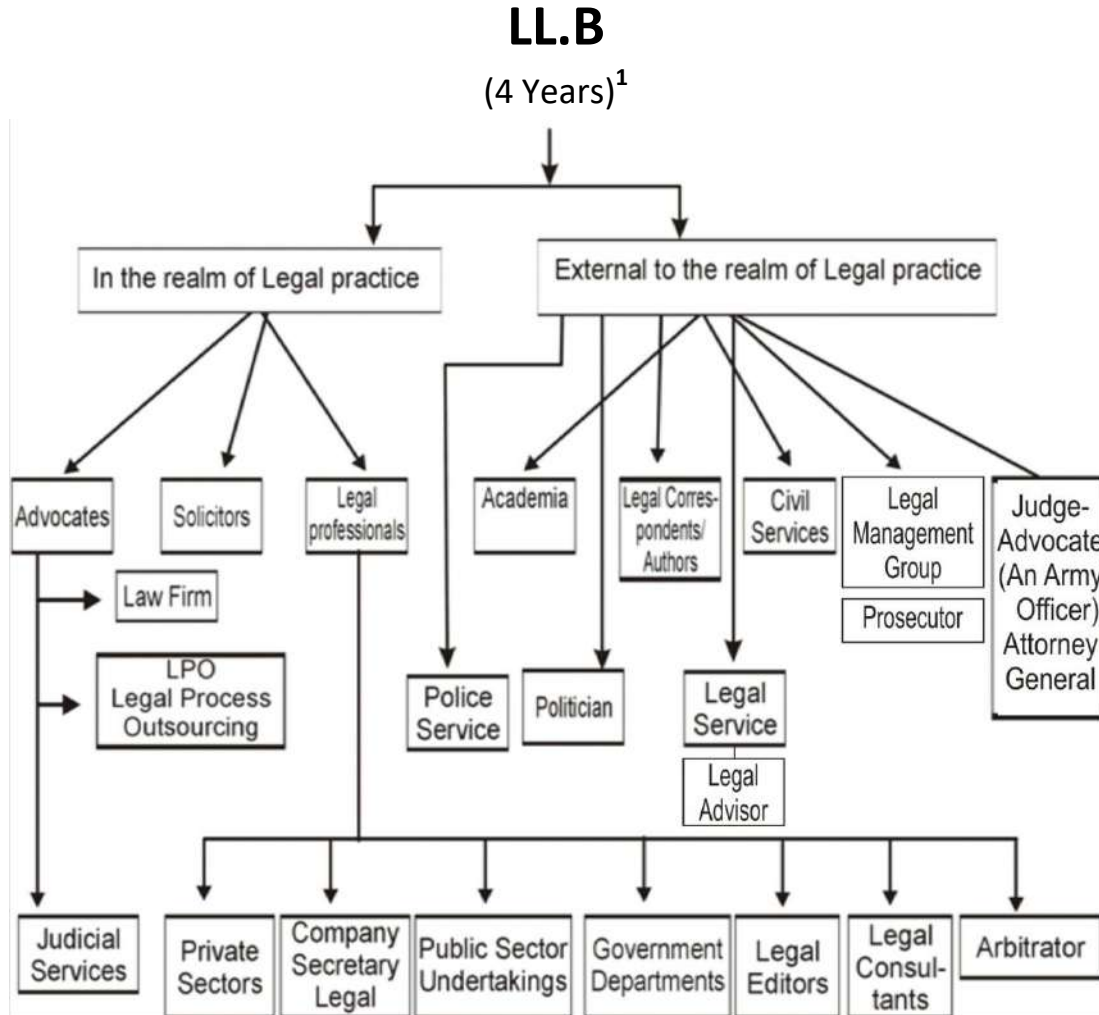 LL.B
(4 Years)1
In the realm of Legal practice
External to the realm of Legal practice
Advocates
Solicitors
Legal
professionals
Academia
Legal Corres-
pondents/
Authors
Civil
Services
Legal
Management
Group
Prosecutor
Judge-
Advocate
(An Army
Officer)
Attorney
General
Law Firm
LPO
Legal Process
Outsourcing
Police
Service
Politician
Legal
Service
Legal
Advisor
Judicial
Services
Private
Sectors
Company
Secretary
Legal
Public Sector
Undertakings
Government
Departments
Legal
Editors
Legal
Consul-
tants
Arbitrator